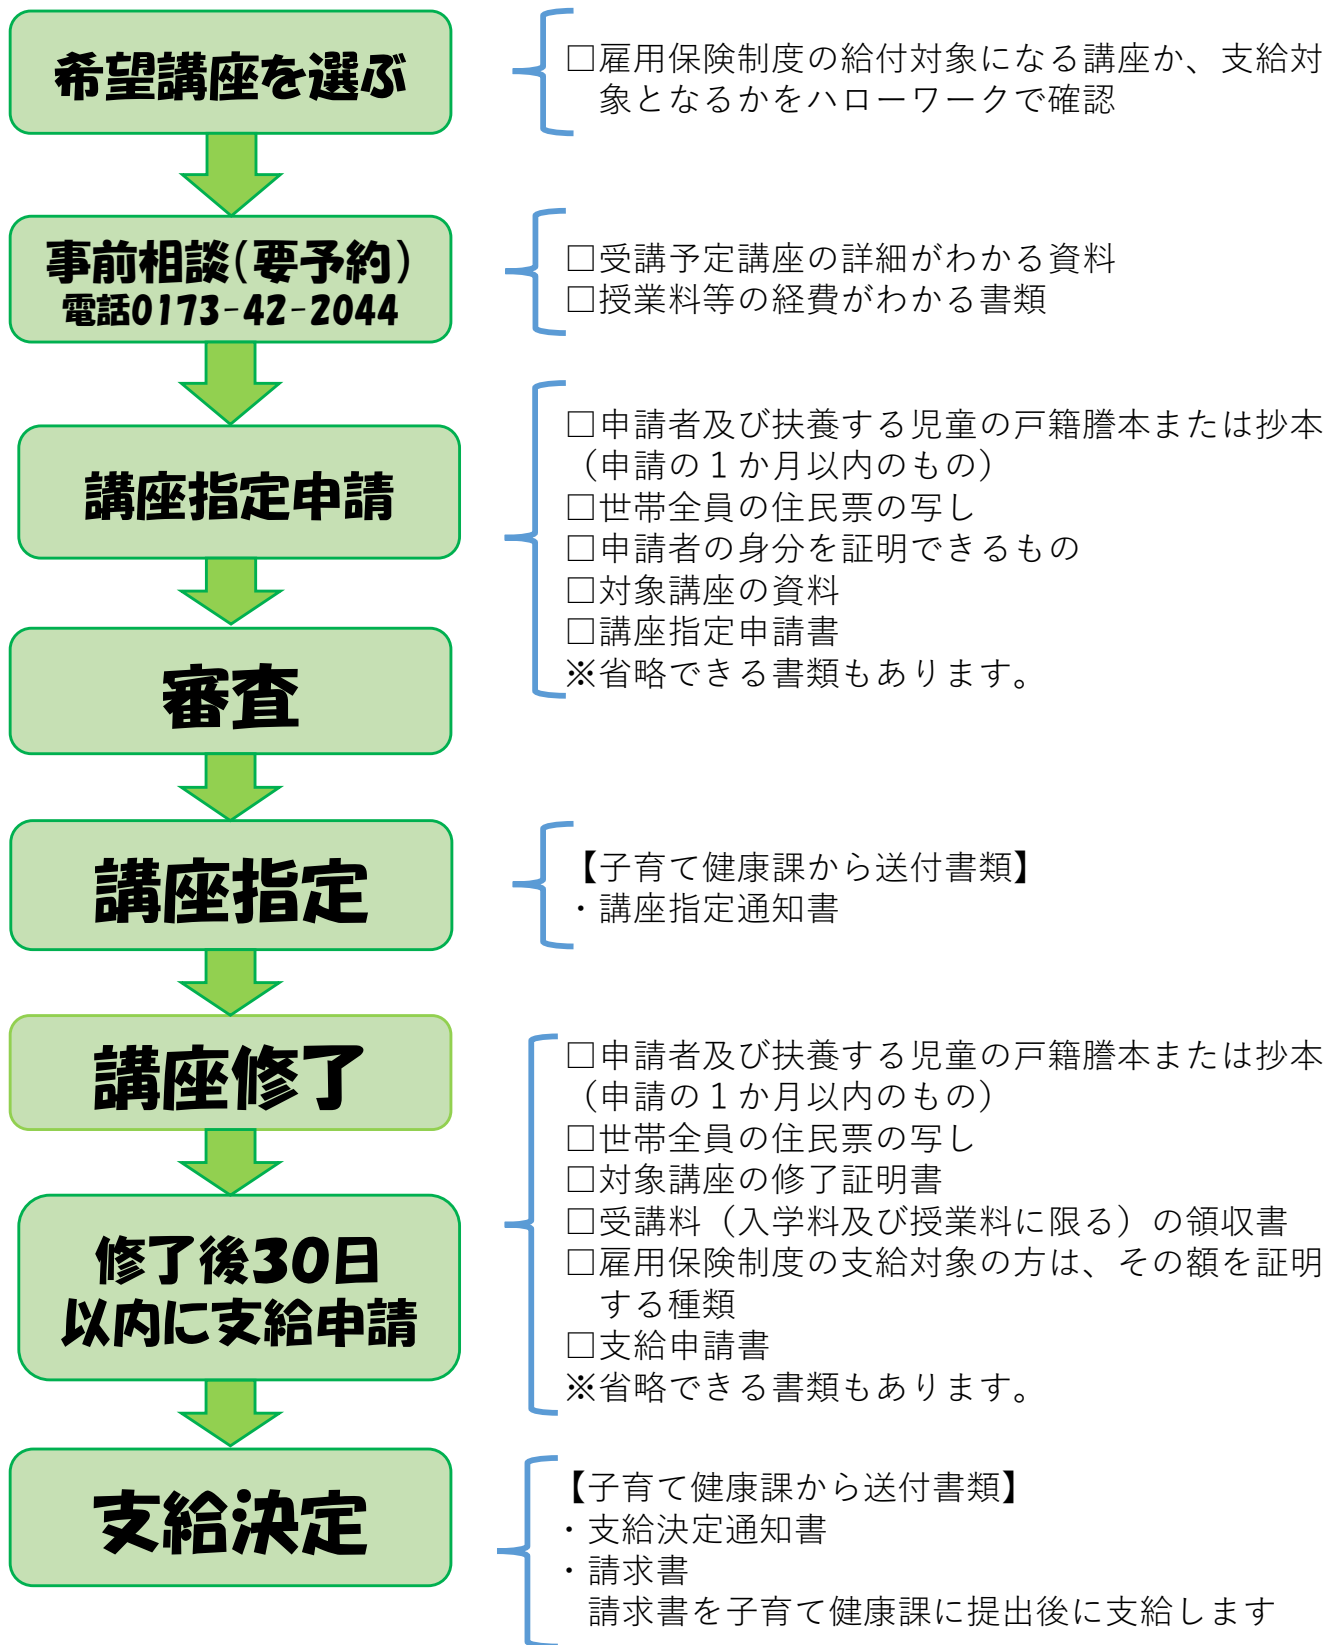 希望講座を選ぶ
□雇用保険制度の給付対象になる講座か、支給対
象となるかをハローワークで確認
事前相談(要予約)
電話0173-42-2044
□受講予定講座の詳細がわかる資料
□授業料等の経費がわかる書類
講座指定申請
□申請者及び扶養する児童の戸籍謄本または抄本
（申請の１か月以内のもの）
□世帯全員の住民票の写し
□申請者の身分を証明できるもの
□対象講座の資料
□講座指定申請書
※省略できる書類もあります。
審査
講座指定
【子育て健康課から送付書類】
・講座指定通知書
講座修了
修了後30日
以内に支給申請
□申請者及び扶養する児童の戸籍謄本または抄本
（申請の１か月以内のもの）
□世帯全員の住民票の写し
□対象講座の修了証明書
□受講料（入学料及び授業料に限る）の領収書
□雇用保険制度の支給対象の方は、その額を証明
する種類
□支給申請書
※省略できる書類もあります。
支給決定
【子育て健康課から送付書類】
・支給決定通知書
・請求書
請求書を子育て健康課に提出後に支給します